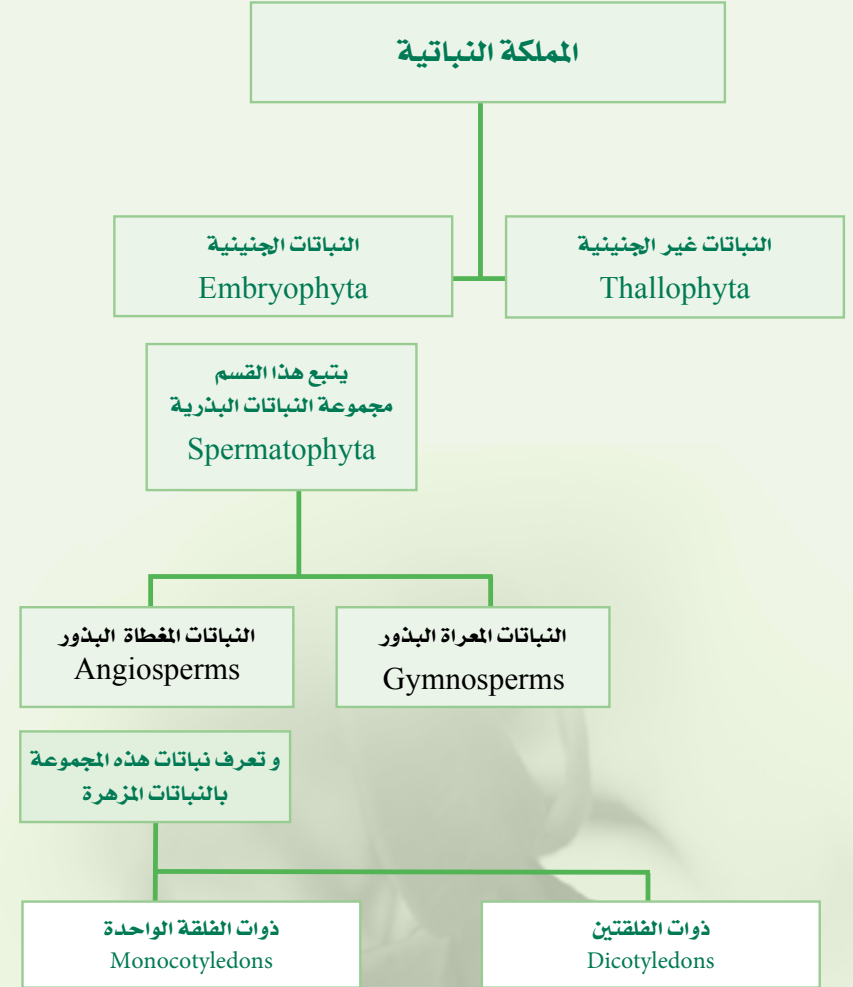 المملكة النباتية
النباتات غير الجنينية
Thallophyta
النباتات الجنينية
Embryophyta
يتبع هذا القسم
مجموعة النباتات البذرية
Spermatophyta
النباتات المعراة البذور
Gymnosperms
النباتات المغطاة البذور
Angiosperms
و تعرف نباتات هذه المجموعة
بالنباتات المزهرة
ذوات الفلقتين
Dicotyledons
ذوات الفلقة الواحدة
Monocotyledons